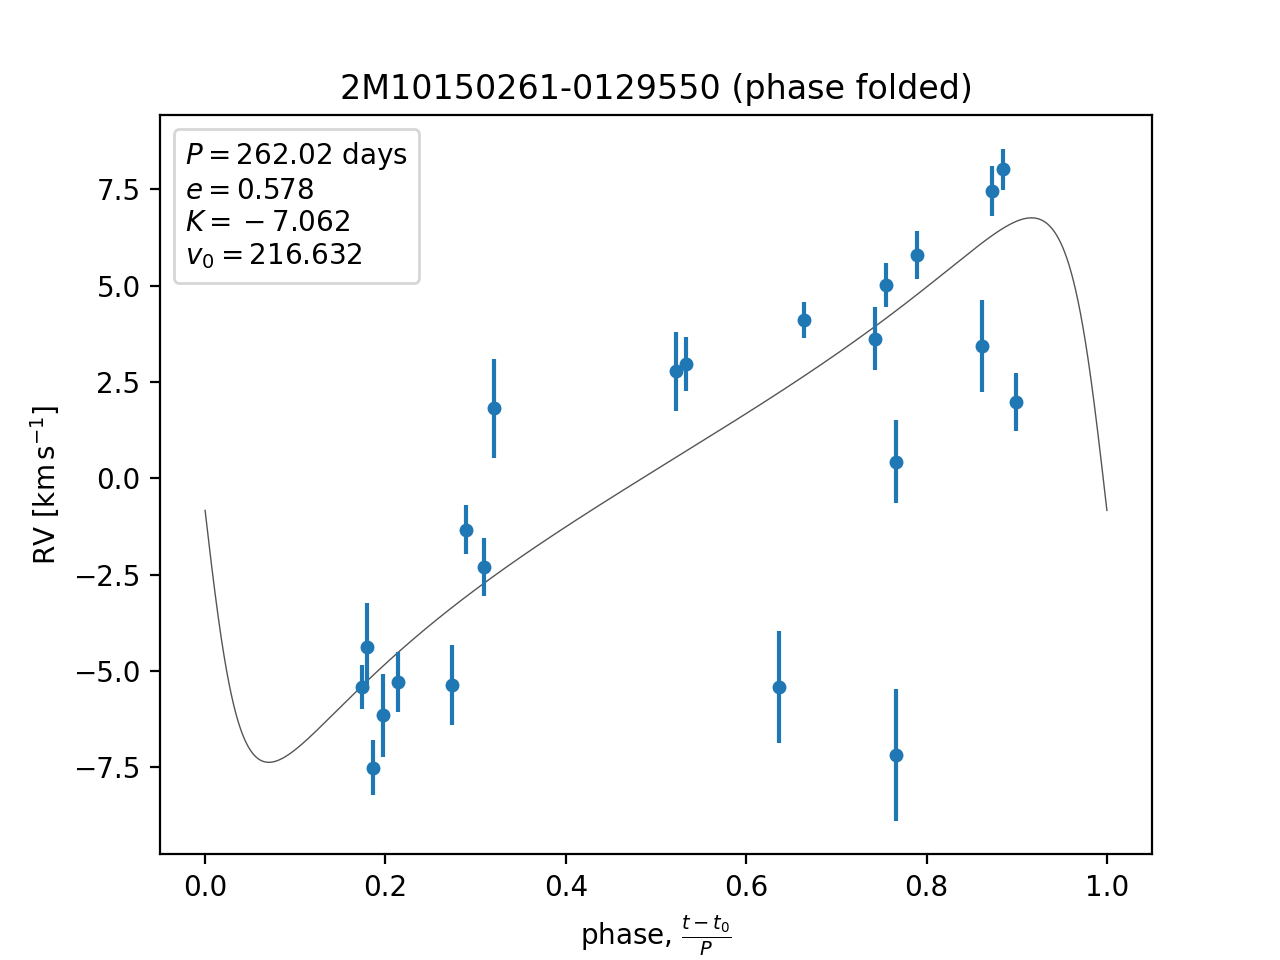 2M10150261-0129550 (phase folded)
P = 262.02 days
e = 0.578
K = −7.062
v₀ = 216.632
7.5
5.0
2.5
0.0
−2.5
−5.0
−7.5
RV [km s⁻¹]
0.0 0.2 0.4 0.6 0.8 1.0
phase, (t − t₀)/P